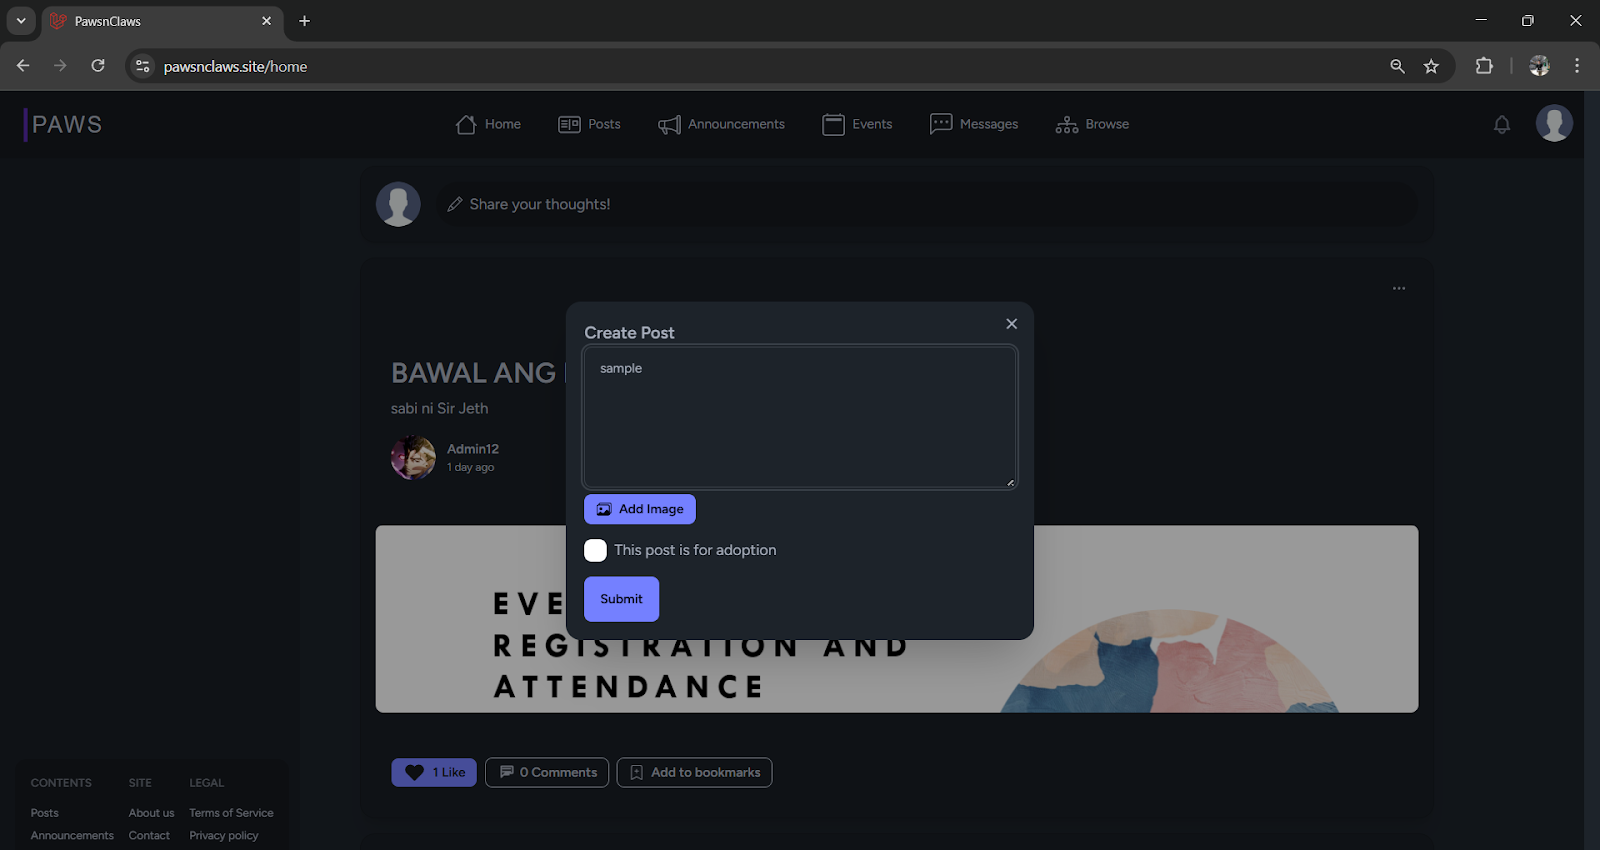 PawsnClaws
pawsnclaws.site/home
PAWS
Home
Posts
Announcements
Events
Messages
Browse
Share your thoughts!
BAWAL ANG
sabi ni Sir Jeth
Admin12
1 day ago
Create Post
sample
Add Image
This post is for adoption
Submit
EVE
REGISTRATION AND
ATTENDANCE
1 Like
0 Comments
Add to bookmarks
CONTENTS SITE LEGAL
Posts About us Terms of Service
Announcements Contact Privacy policy